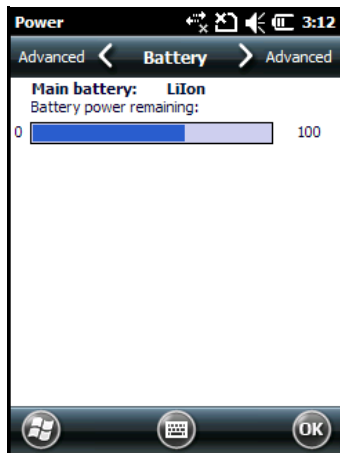 Power 3:12
Advanced Battery Advanced
Main battery: LiIon
Battery power remaining:
0 100
OK